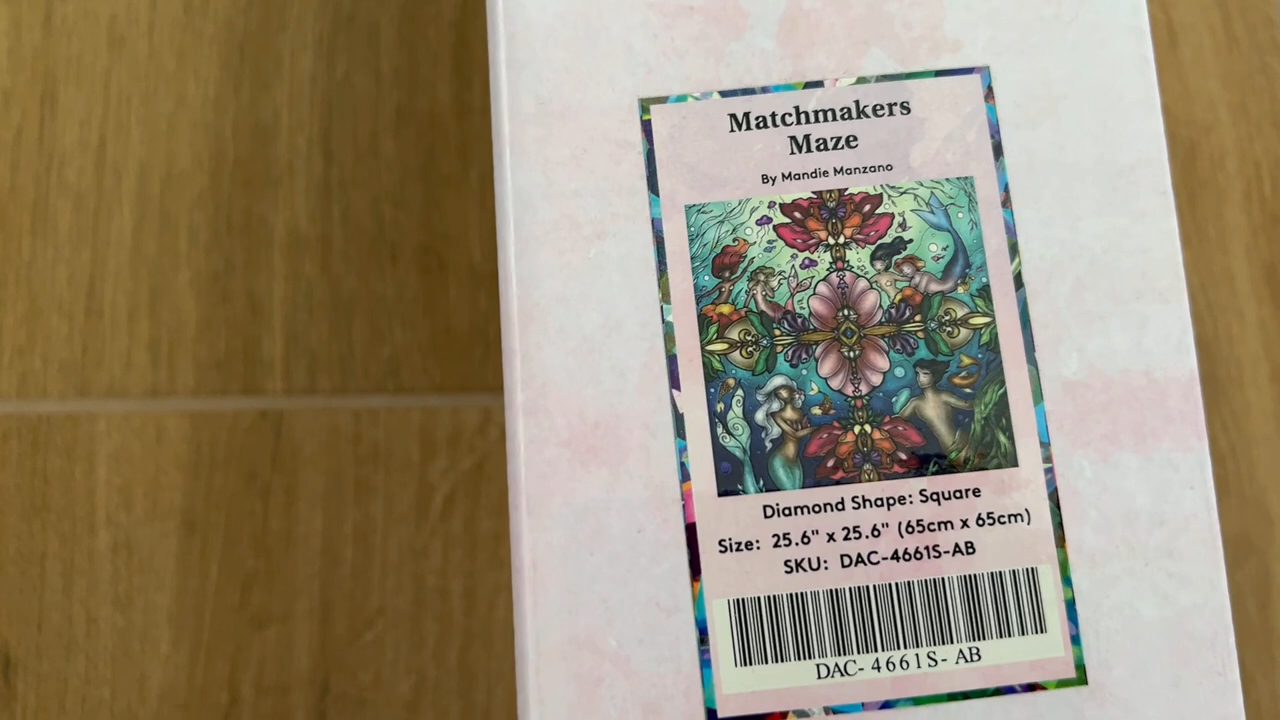 Matchmakers
Maze
By Mandie Manzano
Diamond Shape: Square
Size: 25.6" x 25.6" (65cm x 65cm)
SKU: DAC-4661S-AB
DAC-4661S-AB